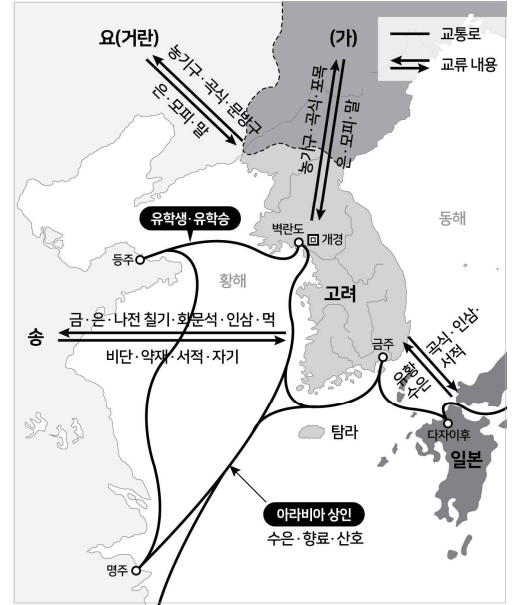 요(거란)
(가)
교통로
교류 내용
농기구·곡식·문방구
은·모피·말
농기구·곡식·포목
은·모피·말
유학생·유학승
벽란도
개경
동해
등주
황해
고려
금·은·나전 칠기·화문석·인삼·먹
송
비단·약재·서적·자기
금주
곡식·인삼·
서적
유황
수은
탐라
다자이후
일본
아라비아 상인
수은·향료·산호
명주